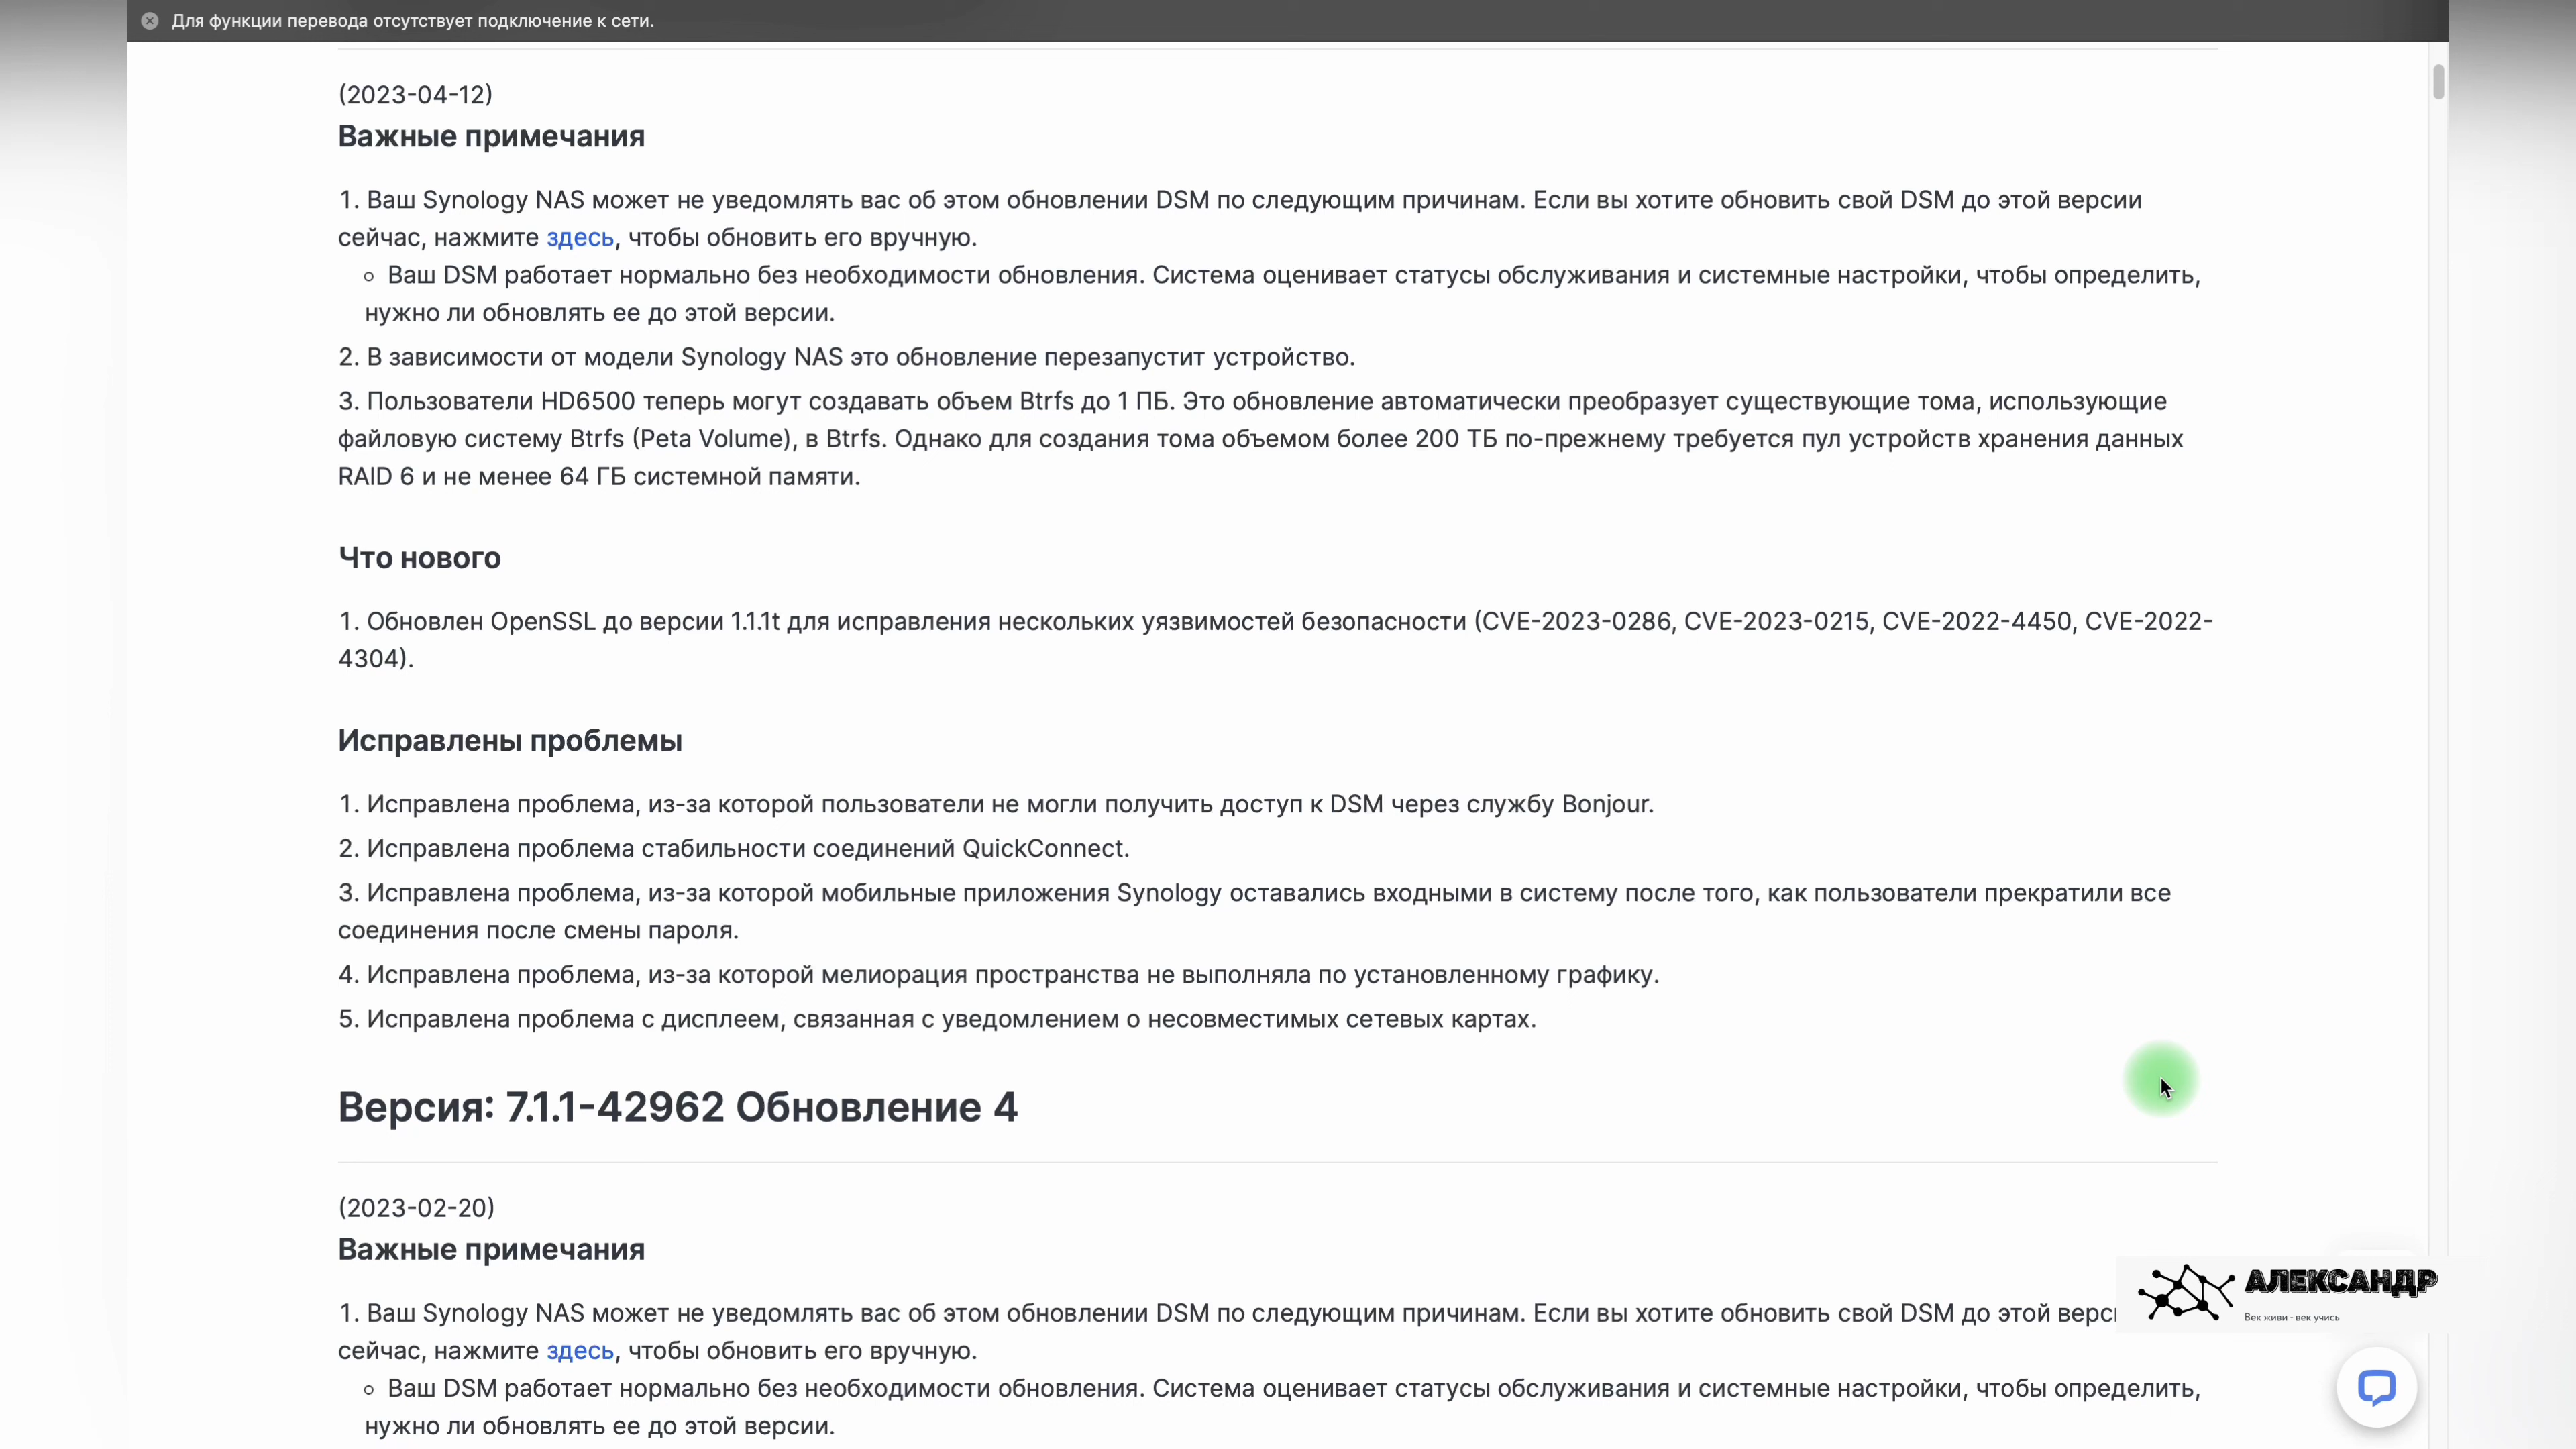 Для функции перевода отсутствует подключение к сети.
(2023-04-12)
Важные примечания
1. Ваш Synology NAS может не уведомлять вас об этом обновлении DSM по следующим причинам. Если вы хотите обновить свой DSM до этой версии
сейчас, нажмите здесь, чтобы обновить его вручную.
Ваш DSM работает нормально без необходимости обновления. Система оценивает статусы обслуживания и системные настройки, чтобы определить,
нужно ли обновлять ее до этой версии.
2. В зависимости от модели Synology NAS это обновление перезапустит устройство.
3. Пользователи HD6500 теперь могут создавать объем Btrfs до 1 ПБ. Это обновление автоматически преобразует существующие тома, использующие
файловую систему Btrfs (Peta Volume), в Btrfs. Однако для создания тома объемом более 200 ТБ по-прежнему требуется пул устройств хранения данных
RAID 6 и не менее 64 ГБ системной памяти.
Что нового
1. Обновлен OpenSSL до версии 1.1.1t для исправления нескольких уязвимостей безопасности (CVE-2023-0286, CVE-2023-0215, CVE-2022-4450, CVE-2022-
4304).
Исправлены проблемы
1. Исправлена проблема, из-за которой пользователи не могли получить доступ к DSM через службу Bonjour.
2. Исправлена проблема стабильности соединений QuickConnect.
3. Исправлена проблема, из-за которой мобильные приложения Synology оставались входными в систему после того, как пользователи прекратили все
соединения после смены пароля.
4. Исправлена проблема, из-за которой мелиорация пространства не выполняла по установленному графику.
5. Исправлена проблема с дисплеем, связанная с уведомлением о несовместимых сетевых картах.
Версия: 7.1.1-42962 Обновление 4
(2023-02-20)
Важные примечания
1. Ваш Synology NAS может не уведомлять вас об этом обновлении DSM по следующим причинам. Если вы хотите обновить свой DSM до этой верс
сейчас, нажмите здесь, чтобы обновить его вручную.
Ваш DSM работает нормально без необходимости обновления. Система оценивает статусы обслуживания и системные настройки, чтобы определить,
нужно ли обновлять ее до этой версии.
АЛЕКСАНДР
Век живи - век учись